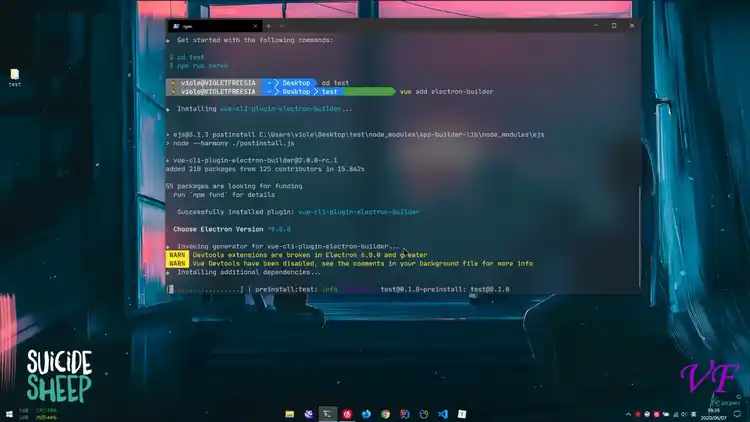 npm
Get started with the following commands:
$ cd test
$ npm run serve
viole@VIOLETFREESIA ~ Desktop cd test
viole@VIOLETFREESIA ~ Desktop test vue add electron-builder
Installing vue-cli-plugin-electron-builder...
> ejs@3.1.3 postinstall C:\Users\viole\Desktop\test\node_modules\app-builder-lib\node_modules\ejs
> node --harmony ./postinstall.js
+ vue-cli-plugin-electron-builder@2.0.0-rc.1
added 210 packages from 125 contributors in 15.862s
55 packages are looking for funding
run `npm fund` for details
Successfully installed plugin: vue-cli-plugin-electron-builder
Choose Electron Version ^9.0.0
Invoking generator for vue-cli-plugin-electron-builder...
WARN Devtools extensions are broken in Electron 6.0.0 and greater
WARN Vue Devtools have been disabled, see the comments in your background file for more info
Installing additional dependencies...
[ ................] | preinstall:test: info test@0.1.0~preinstall: test@0.1.0
test
SUICIDE
SHEEP
VF
19:35
2020/06/07